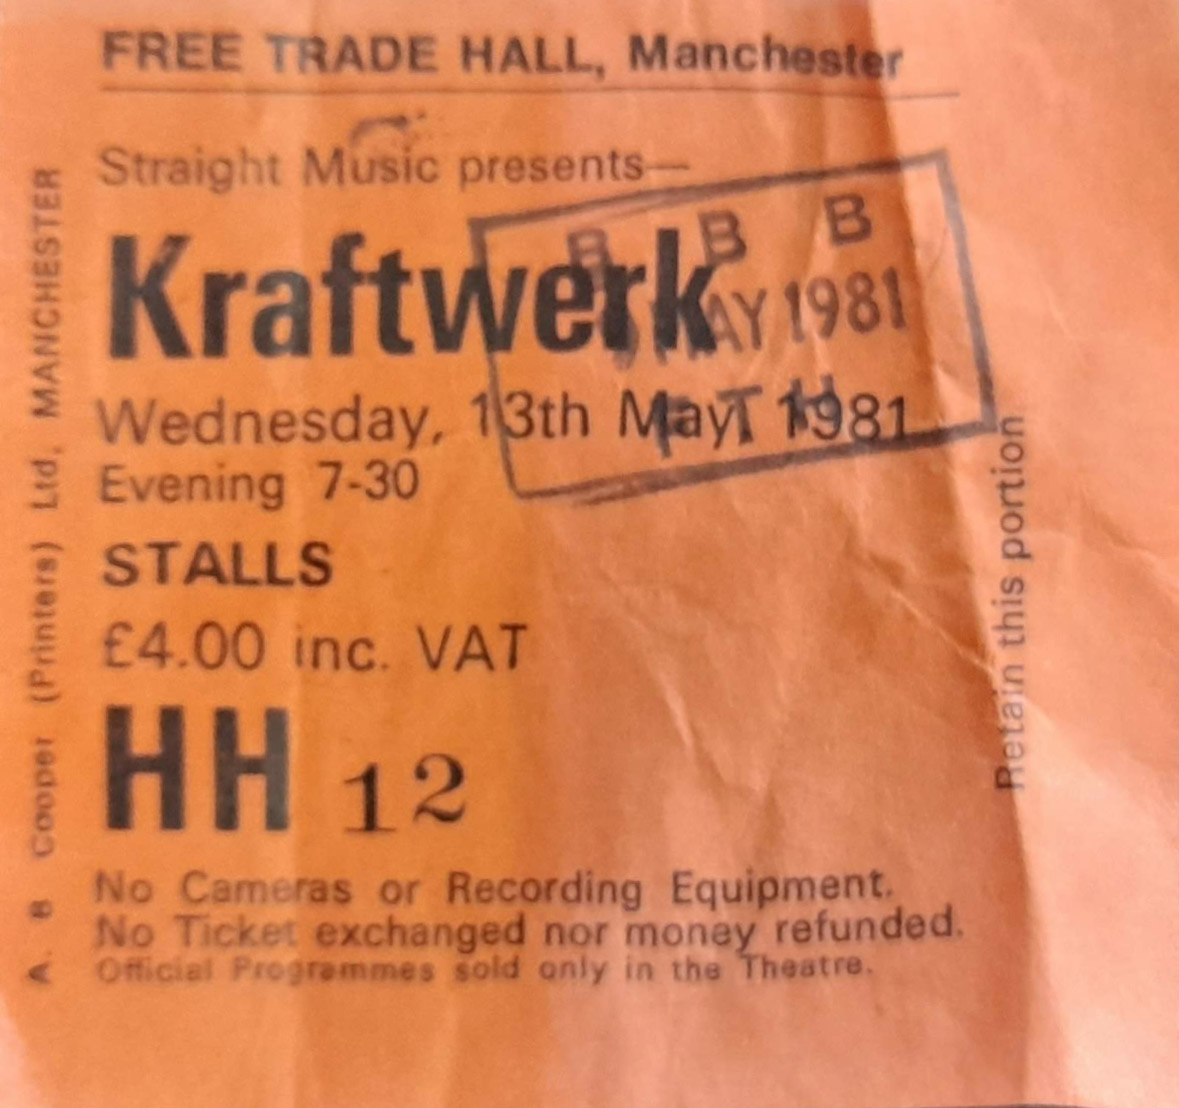 FREE TRADE HALL, Manchester
Straight Music presents—
Kraftwerk
Wednesday, 13th May 1981
Evening 7-30
STALLS
£4.00 inc. VAT
HH 12
No Cameras or Recording Equipment.
No Ticket exchanged nor money refunded.
Official Programmes sold only in the Theatre.
B B B
MAY 1981
A. B Cooper (Printers) Ltd, MANCHESTER
Retain this portion